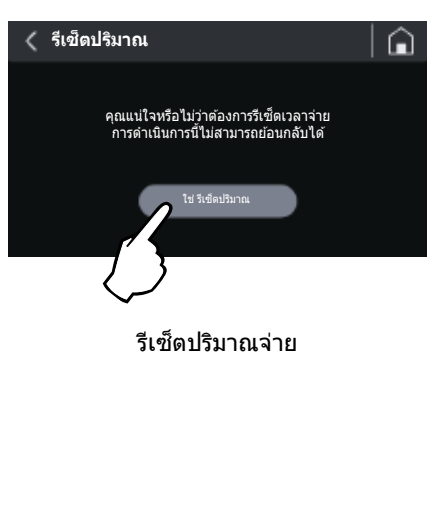 รีเซ็ตปริมาณ
คุณแน่ใจหรือไม่ว่าต้องการรีเซ็ตเวลาจ่าย
การดำเนินการนี้ไม่สามารถย้อนกลับได้
ใช่ รีเซ็ตปริมาณ
รีเซ็ตปริมาณจ่าย